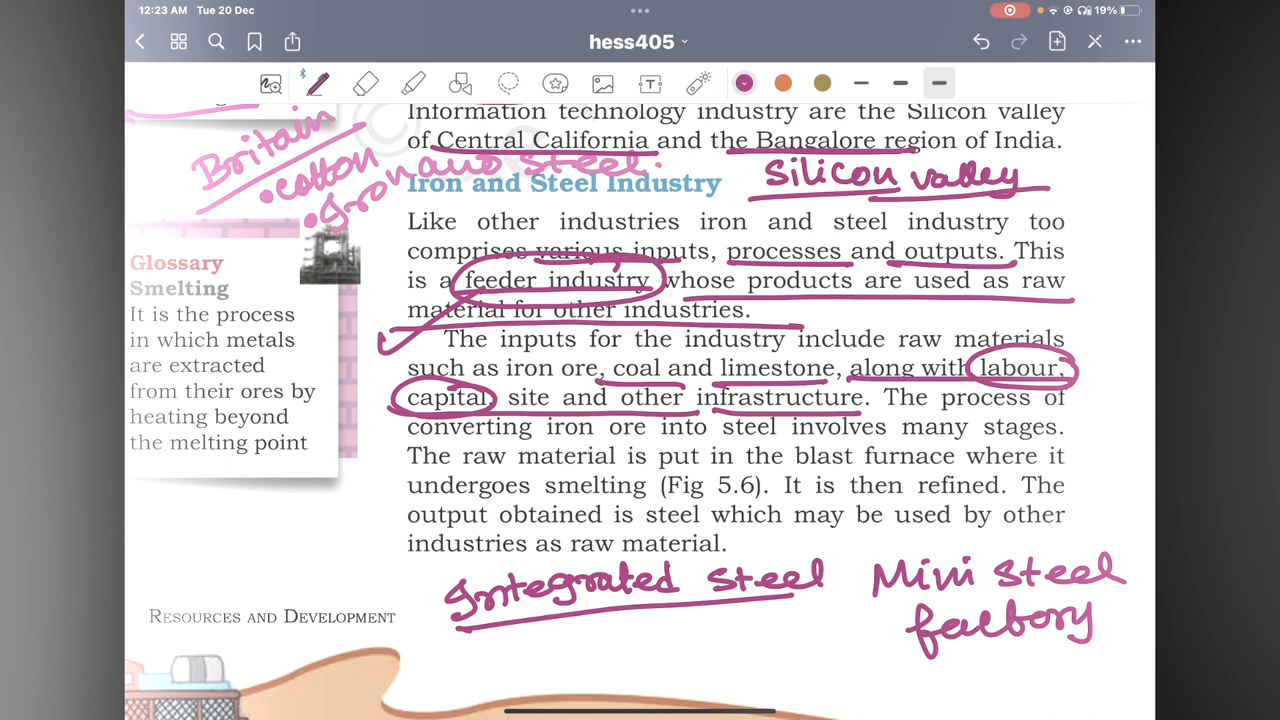 12:23 AM Tue 20 Dec
19%
hess405
T
Information technology industry are the Silicon valley
of Central California and the Bangalore region of India.
Britain
• cotton
• Iron and Steel.
Iron and Steel Industry
Silicon valley
Like other industries iron and steel industry too
comprises various inputs, processes and outputs. This
is a feeder industry whose products are used as raw
material for other industries.
The inputs for the industry include raw materials
such as iron ore, coal and limestone, along with labour,
capital, site and other infrastructure. The process of
converting iron ore into steel involves many stages.
The raw material is put in the blast furnace where it
undergoes smelting (Fig 5.6). It is then refined. The
output obtained is steel which may be used by other
industries as raw material.
Glossary
Smelting
It is the process
in which metals
are extracted
from their ores by
heating beyond
the melting point
Integrated Steel
Mini Steel
factory
RESOURCES AND DEVELOPMENT